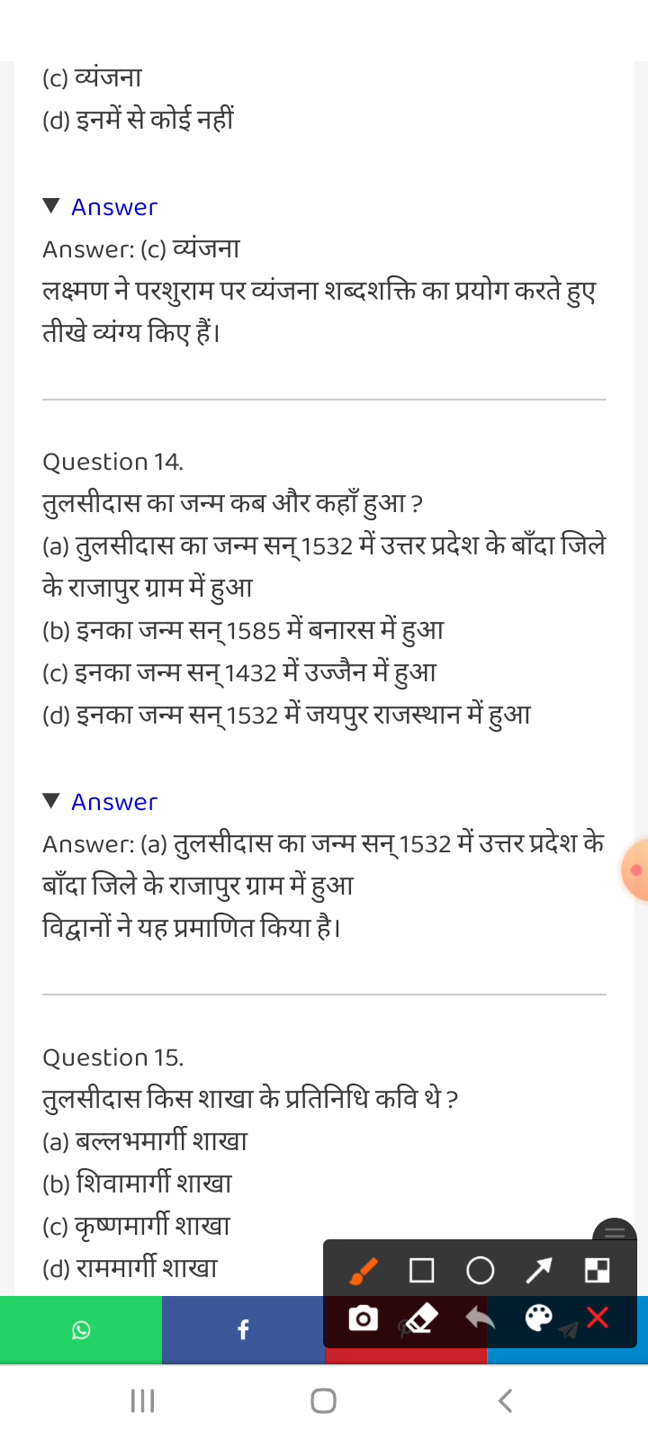 (c) व्यंजना
(d) इनमें से कोई नहीं
▼ Answer
Answer: (c) व्यंजना
लक्ष्मण ने परशुराम पर व्यंजना शब्दशक्ति का प्रयोग करते हुए
तीखे व्यंग्य किए हैं।
Question 14.
तुलसीदास का जन्म कब और कहाँ हुआ ?
(a) तुलसीदास का जन्म सन् 1532 में उत्तर प्रदेश के बाँदा जिले
के राजापुर ग्राम में हुआ
(b) इनका जन्म सन् 1585 में बनारस में हुआ
(c) इनका जन्म सन् 1432 में उज्जैन में हुआ
(d) इनका जन्म सन् 1532 में जयपुर राजस्थान में हुआ
▼ Answer
Answer: (a) तुलसीदास का जन्म सन् 1532 में उत्तर प्रदेश के
बाँदा जिले के राजापुर ग्राम में हुआ
विद्वानों ने यह प्रमाणित किया है।
Question 15.
तुलसीदास किस शाखा के प्रतिनिधि कवि थे ?
(a) बल्लभमार्गी शाखा
(b) शिवामार्गी शाखा
(c) कृष्णमार्गी शाखा
(d) राममार्गी शाखा